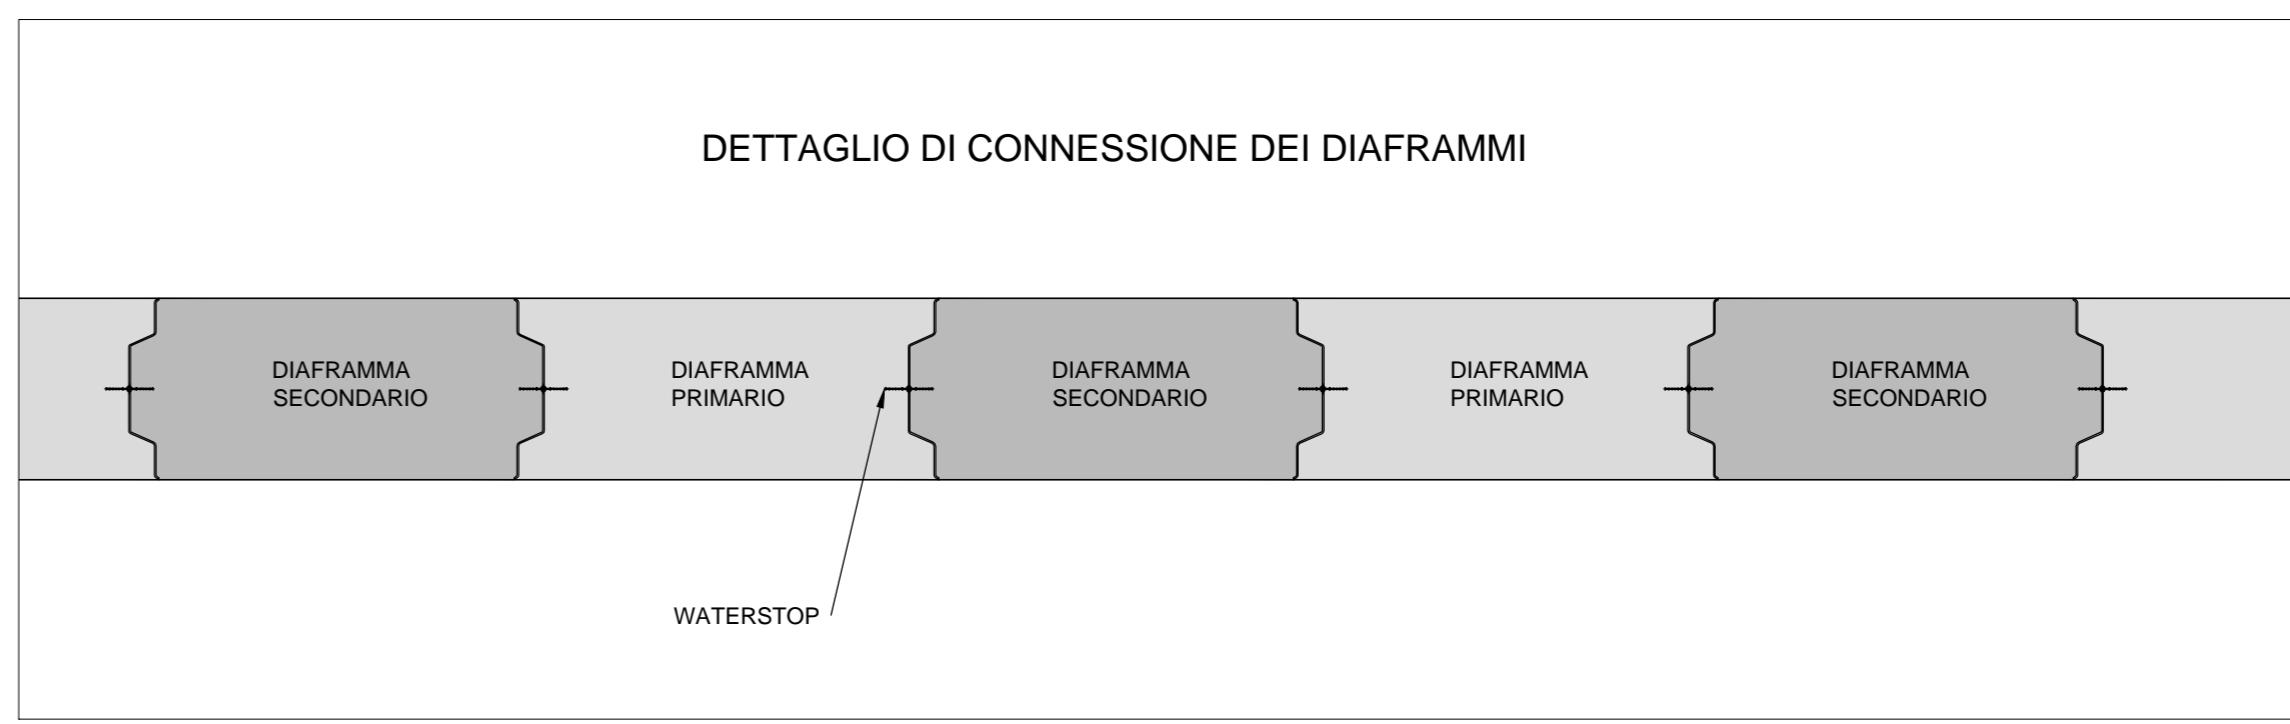 DETTAGLIO DI CONNESSIONE DEI DIAFRAMMI
DIAFRAMMA
SECONDARIO
DIAFRAMMA
PRIMARIO
DIAFRAMMA
SECONDARIO
DIAFRAMMA
PRIMARIO
DIAFRAMMA
SECONDARIO
WATERSTOP